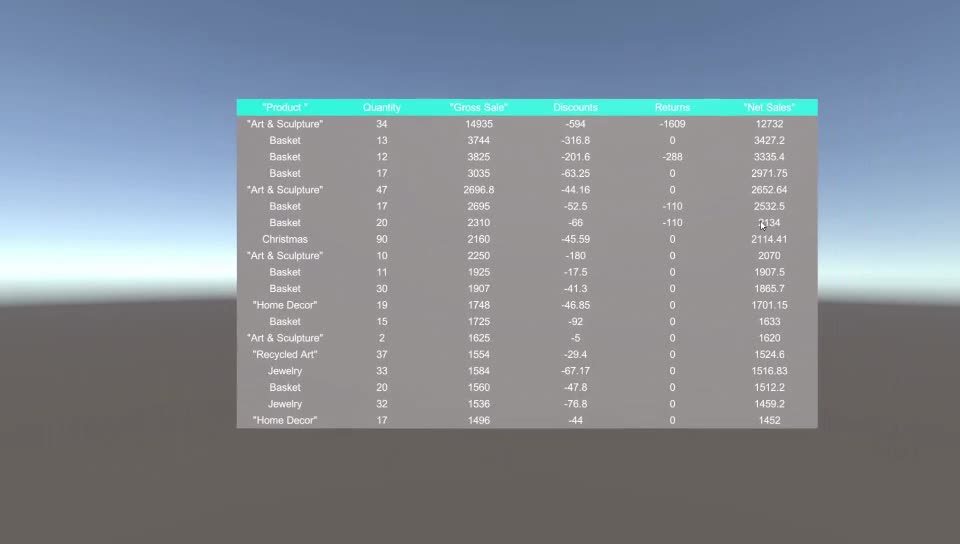 "Product " Quantity "Gross Sale" Discounts Returns "Net Sales"
"Art & Sculpture" 34 14935 -594 -1609 12732
Basket 13 3744 -316.8 0 3427.2
Basket 12 3825 -201.6 -288 3335.4
Basket 17 3035 -63.25 0 2971.75
"Art & Sculpture" 47 2696.8 -44.16 0 2652.64
Basket 17 2695 -52.5 -110 2532.5
Basket 20 2310 -66 -110 2134
Christmas 90 2160 -45.59 0 2114.41
"Art & Sculpture" 10 2250 -180 0 2070
Basket 11 1925 -17.5 0 1907.5
Basket 30 1907 -41.3 0 1865.7
"Home Decor" 19 1748 -46.85 0 1701.15
Basket 15 1725 -92 0 1633
"Art & Sculpture" 2 1625 -5 0 1620
"Recycled Art" 37 1554 -29.4 0 1524.6
Jewelry 33 1584 -67.17 0 1516.83
Basket 20 1560 -47.8 0 1512.2
Jewelry 32 1536 -76.8 0 1459.2
"Home Decor" 17 1496 -44 0 1452